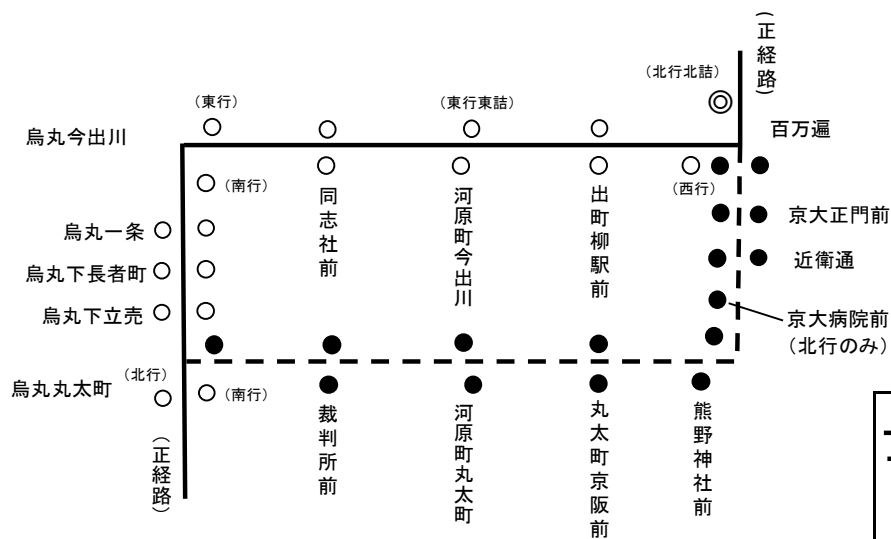 (正経路)
(北行北詰)
(東行)
(東行東詰)
烏丸今出川
百万遍
(南行)
同志社前
河原町今出川
出町柳駅前
(西行)
京大正門前
烏丸一条
近衛通
烏丸下長者町
烏丸下立売
京大病院前
(北行のみ)
(北行)
烏丸丸太町
(南行)
裁判所前
河原町丸太町
丸太町京阪前
熊野神社前
(正経路)